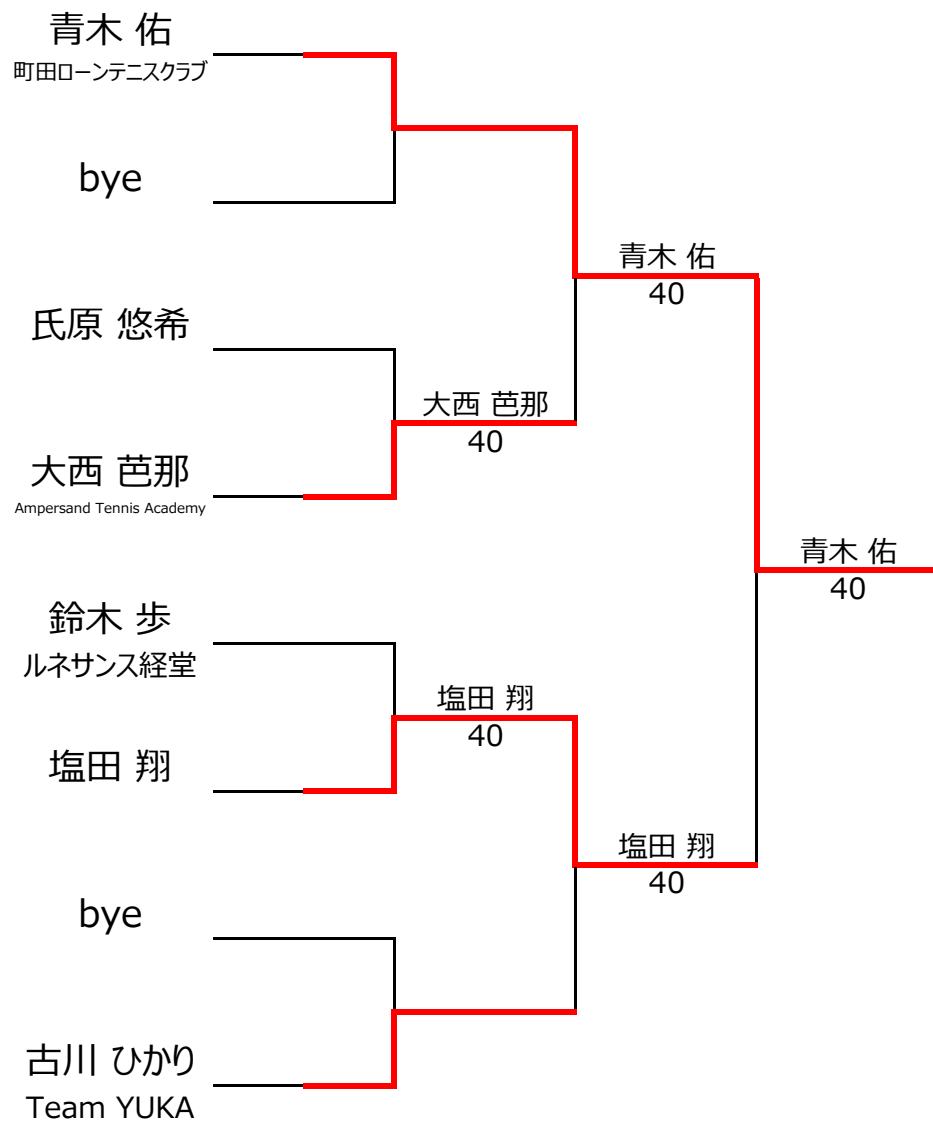 青木 佑
町田ローンテニスクラブ
bye
氏原 悠希
大西 芭那
Ampersand Tennis Academy
鈴木 歩
ルネサンス経堂
塩田 翔
bye
古川 ひかり
Team YUKA
大西 芭那
40
塩田 翔
40
青木 佑
40
塩田 翔
40
青木 佑
40